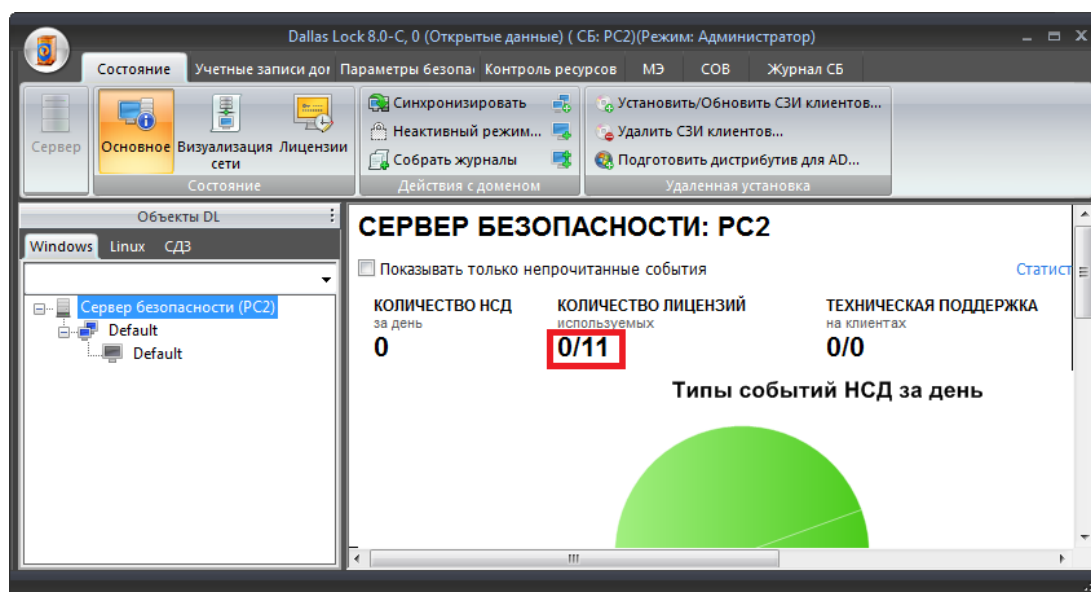 Dallas Lock 8.0-C, 0 (Открытые данные) ( СБ: PC2)(Режим: Администратор)
Состояние Учетные записи дог Параметры безопа Контроль ресурсов МЭ СОВ Журнал СБ
Синхронизировать Установить/Обновить СЗИ клиентов...
Неактивный режим... Удалить СЗИ клиентов...
Сервер Основное Визуализация сети Лицензии
Собрать журналы Подготовить дистрибутив для AD...
Состояние Действия с доменом Удаленная установка
Объекты DL
Windows Linux СДЗ
Сервер безопасности (PC2)
Default
Default
СЕРВЕР БЕЗОПАСНОСТИ: PC2
Показывать только непрочитанные события Статист
КОЛИЧЕСТВО НСД КОЛИЧЕСТВО ЛИЦЕНЗИЙ ТЕХНИЧЕСКАЯ ПОДДЕРЖКА
за день используемых на клиентах
0 0/11 0/0
Типы событий НСД за день